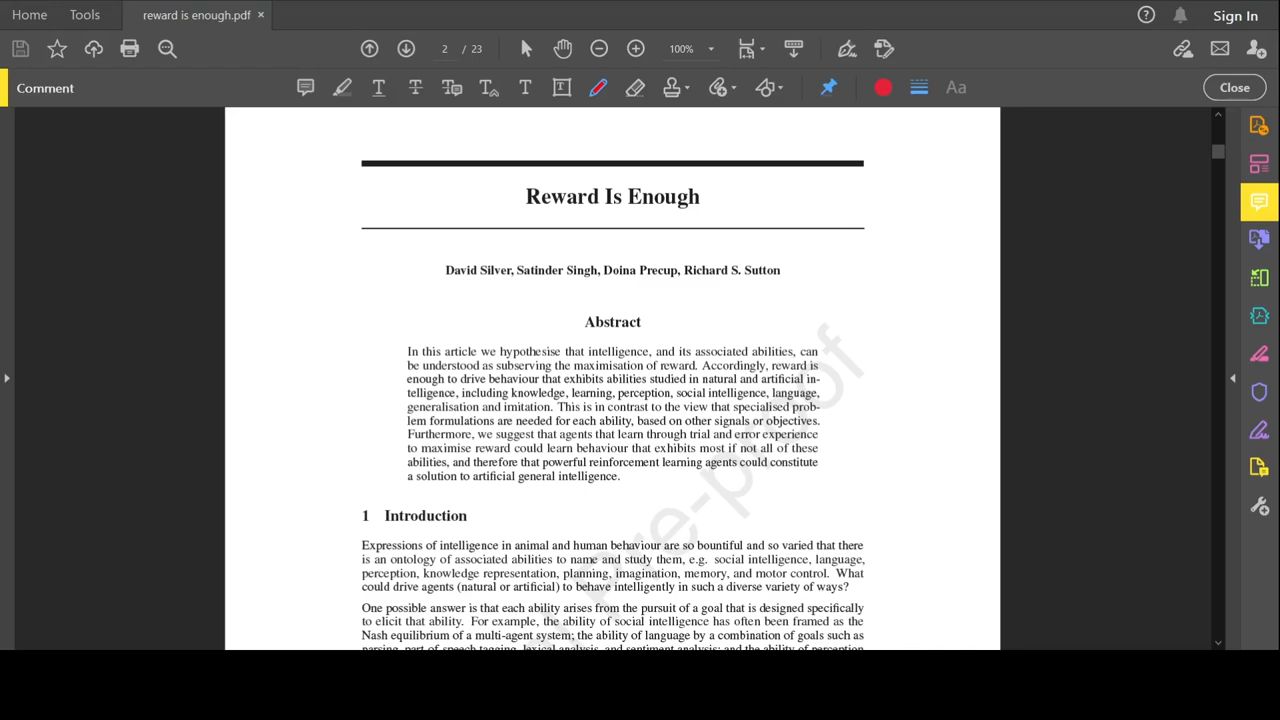 Home Tools reward is enough.pdf × Sign In
2 / 23 100%
Comment Close
Reward Is Enough
David Silver, Satinder Singh, Doina Precup, Richard S. Sutton
Abstract
In this article we hypothesise that intelligence, and its associated abilities, can
be understood as subserving the maximisation of reward. Accordingly, reward is
enough to drive behaviour that exhibits abilities studied in natural and artificial in-
telligence, including knowledge, learning, perception, social intelligence, language,
generalisation and imitation. This is in contrast to the view that specialised prob-
lem formulations are needed for each ability, based on other signals or objectives.
Furthermore, we suggest that agents that learn through trial and error experience
to maximise reward could learn behaviour that exhibits most if not all of these
abilities, and therefore that powerful reinforcement learning agents could constitute
a solution to artificial general intelligence.
1 Introduction
Expressions of intelligence in animal and human behaviour are so bountiful and so varied that there
is an ontology of associated abilities to name and study them, e.g. social intelligence, language,
perception, knowledge representation, planning, imagination, memory, and motor control. What
could drive agents (natural or artificial) to behave intelligently in such a diverse variety of ways?
One possible answer is that each ability arises from the pursuit of a goal that is designed specifically
to elicit that ability. For example, the ability of social intelligence has often been framed as the
Nash equilibrium of a multi-agent system; the ability of language by a combination of goals such as
parsing, part-of-speech tagging, lexical analysis, and sentiment analysis; and the ability of perception
Pre-proof